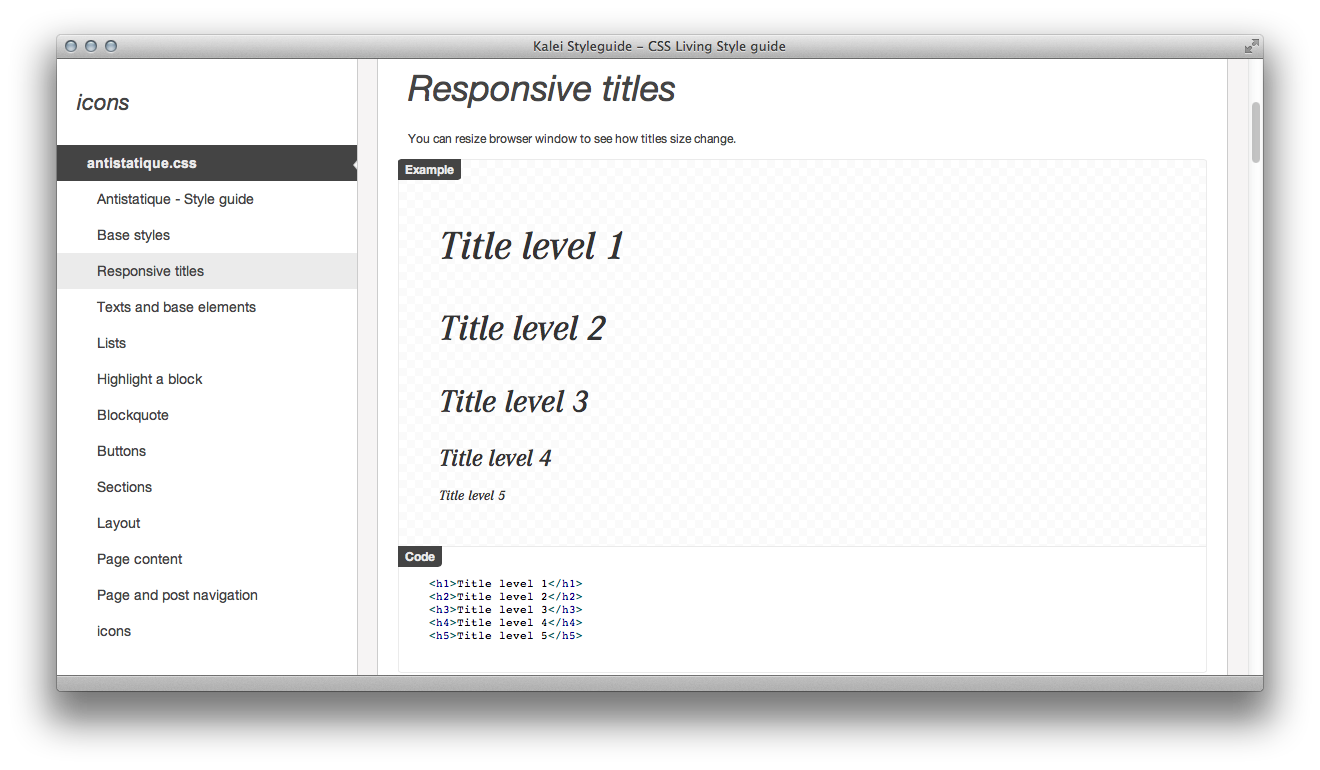 Kalei Styleguide – CSS Living Style guide
icons
antistatique.css
Antistatique - Style guide
Base styles
Responsive titles
Texts and base elements
Lists
Highlight a block
Blockquote
Buttons
Sections
Layout
Page content
Page and post navigation
icons
Responsive titles
You can resize browser window to see how titles size change.
Example
Title level 1
Title level 2
Title level 3
Title level 4
Title level 5
Code
<h1>Title level 1</h1>
<h2>Title level 2</h2>
<h3>Title level 3</h3>
<h4>Title level 4</h4>
<h5>Title level 5</h5>